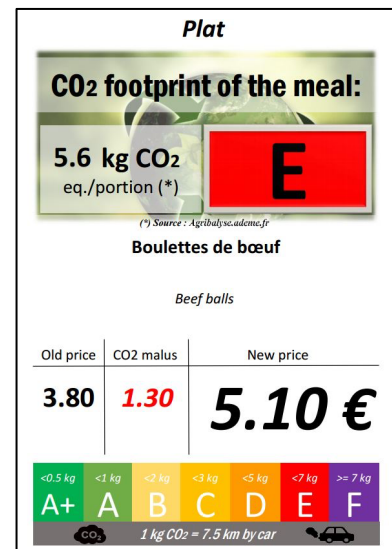 Plat
CO2 footprint of the meal:
5.6 kg CO2
eq./portion (*)
E
(*) Source : Agribalyse.ademe.fr
Boulettes de bœuf
Beef balls
Old price CO2 malus New price
3.80 1.30 5.10 €
<0.5 kg <1 kg <2 kg <3 kg <5 kg <7 kg >= 7 kg
A+ A B C D E F
CO2 1 kg CO2 = 7.5 km by car